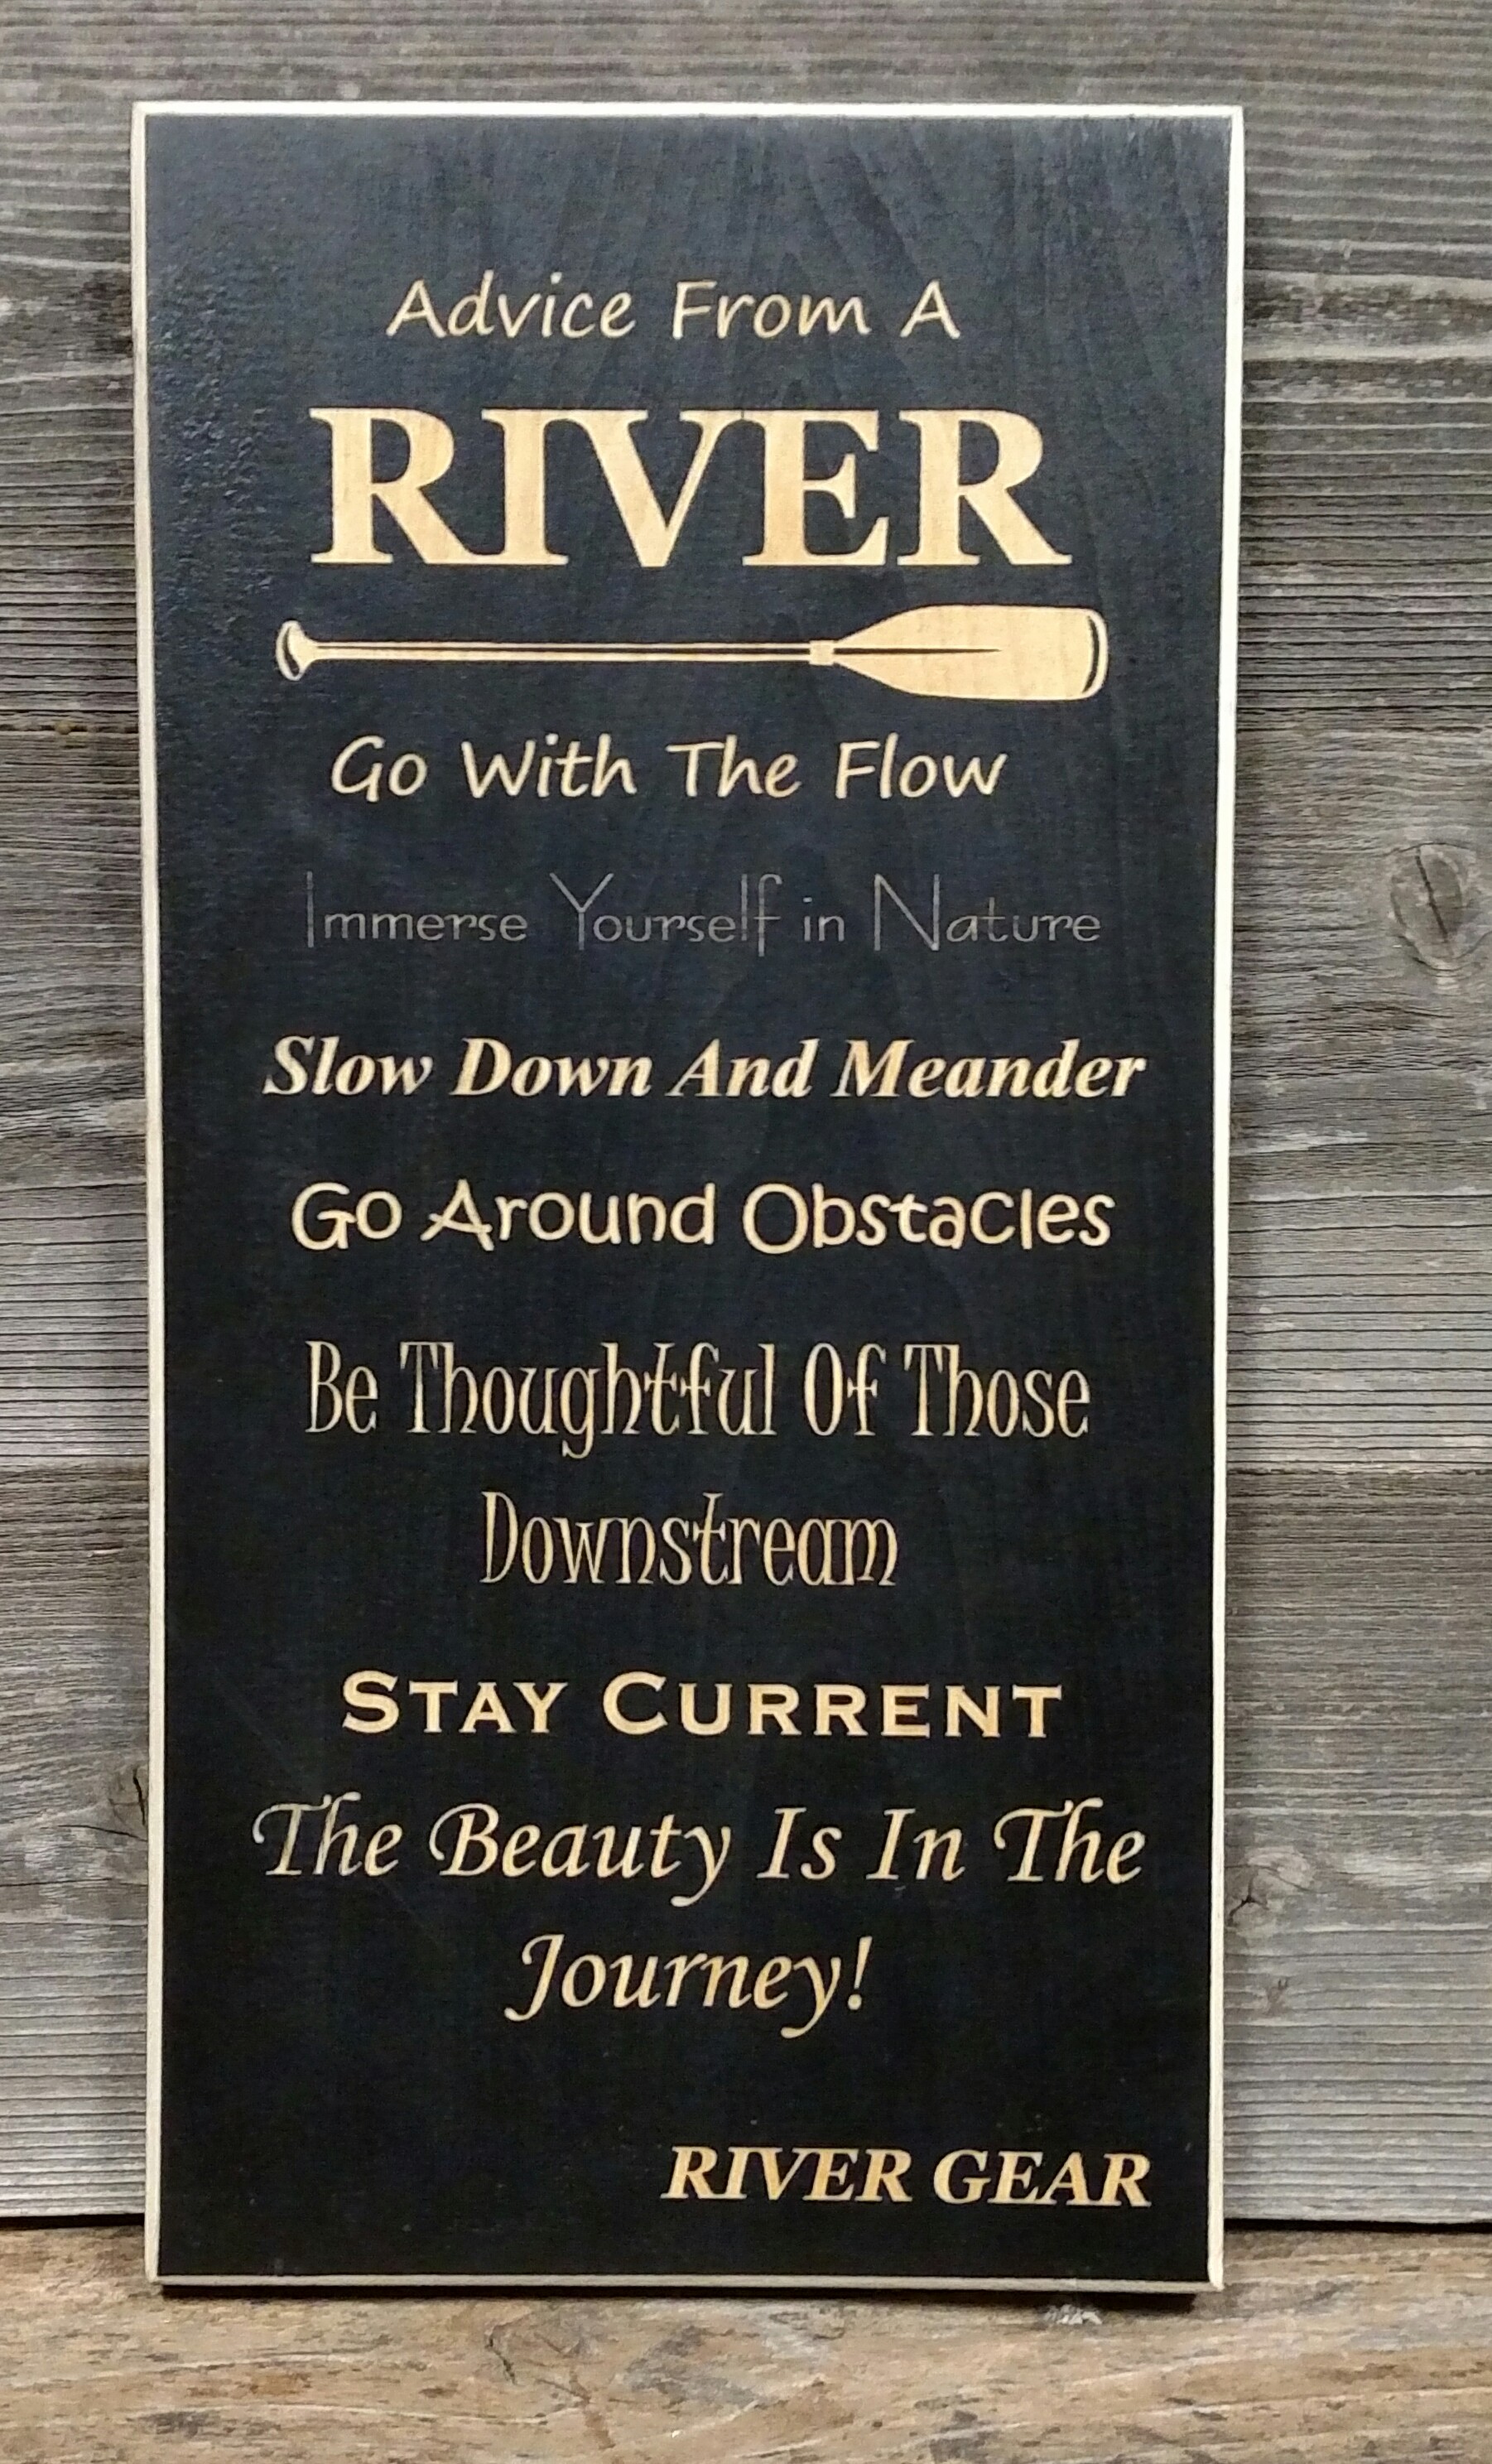 Advice From A
RIVER
Go With The Flow
Immerse Yourself in Nature
Slow Down And Meander
Go Around Obstacles
Be Thoughtful Of Those
Downstream
STAY CURRENT
The Beauty Is In The
Journey!
RIVER GEAR